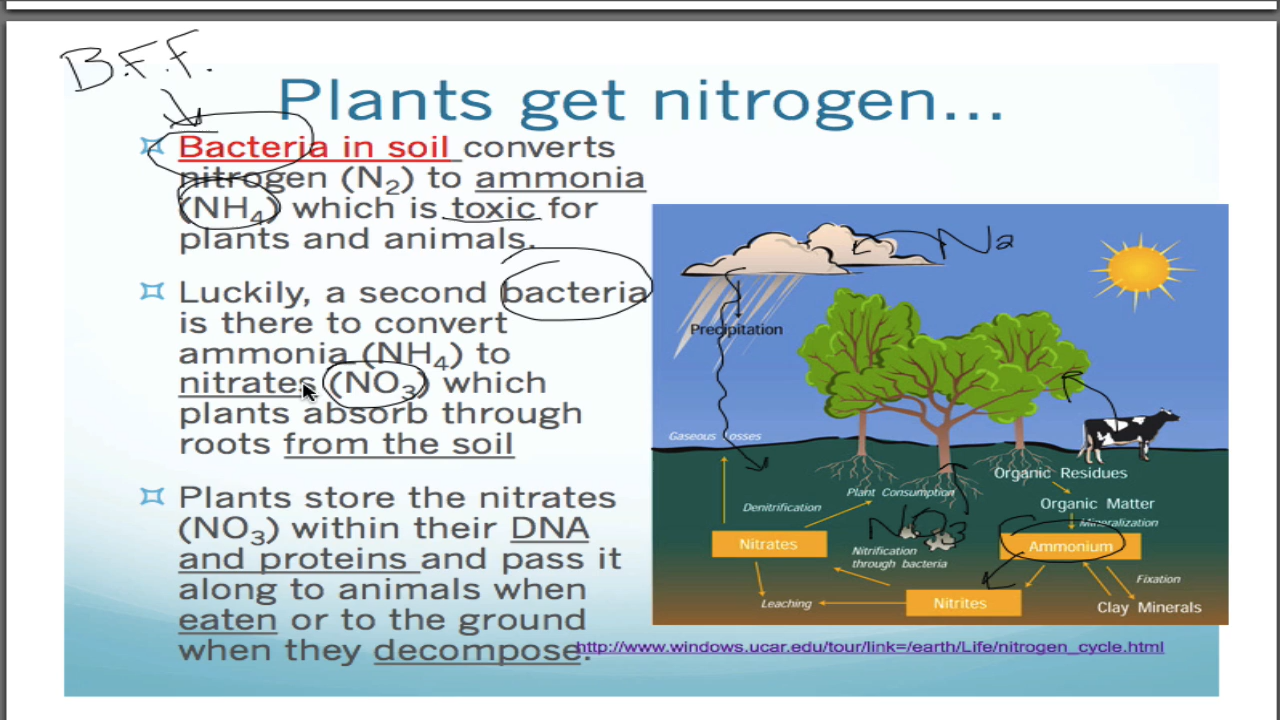 B.F.F.
Plants get nitrogen...
Bacteria in soil converts
nitrogen (N₂) to ammonia
(NH₄) which is toxic for
plants and animals.
Luckily, a second bacteria
is there to convert
ammonia (NH₄) to
nitrates (NO₃) which
plants absorb through
roots from the soil
Plants store the nitrates
(NO₃) within their DNA
and proteins and pass it
along to animals when
eaten or to the ground
when they decompose.
N₂
Precipitation
Gaseous Losses
Organic Residues
Plant Consumption
Organic Matter
Denitrification
Mineralization
NO₃
Nitrates
Nitrification
through bacteria
Ammonium
Fixation
Leaching
Nitrites
Clay Minerals
http://www.windows.ucar.edu/tour/link=/earth/Life/nitrogen_cycle.html